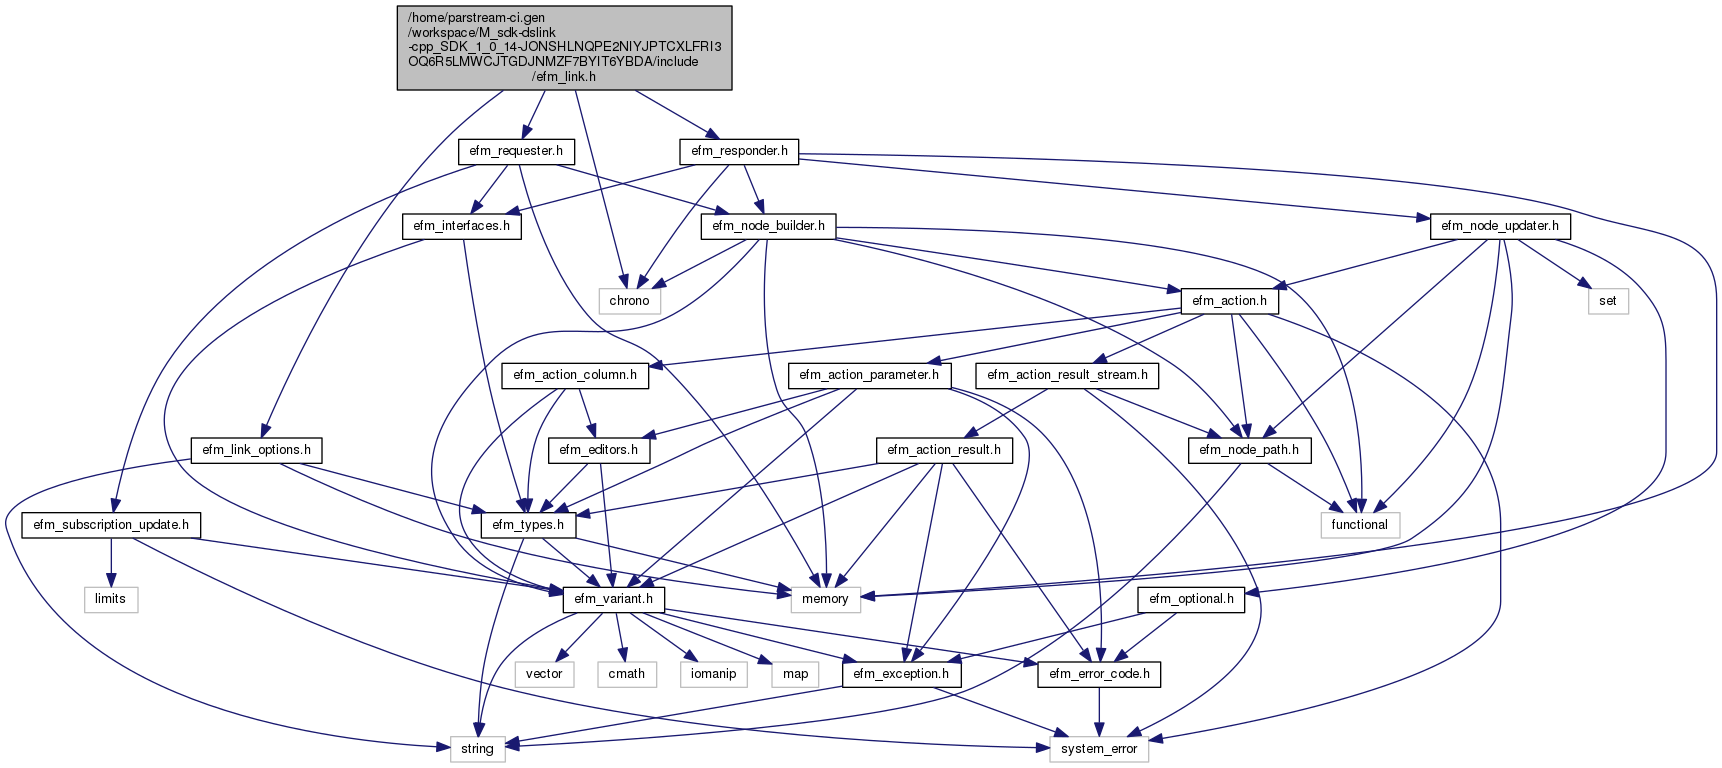 /home/parstream-ci.gen
/workspace/M_sdk-dslink
-cpp_SDK_1_0_14-JONSHLNQPE2NIYJPTCXLFRI3
OQ6R5LMWCJTGDJNMZF7BYIT6YBDA/include
/efm_link.h
efm_requester.h
efm_responder.h
efm_interfaces.h
efm_node_builder.h
efm_node_updater.h
chrono
efm_action.h
set
efm_action_column.h
efm_action_parameter.h
efm_action_result_stream.h
efm_link_options.h
efm_editors.h
efm_action_result.h
efm_node_path.h
efm_subscription_update.h
efm_types.h
functional
limits
efm_variant.h
memory
efm_optional.h
vector
cmath
iomanip
map
efm_exception.h
efm_error_code.h
string
system_error